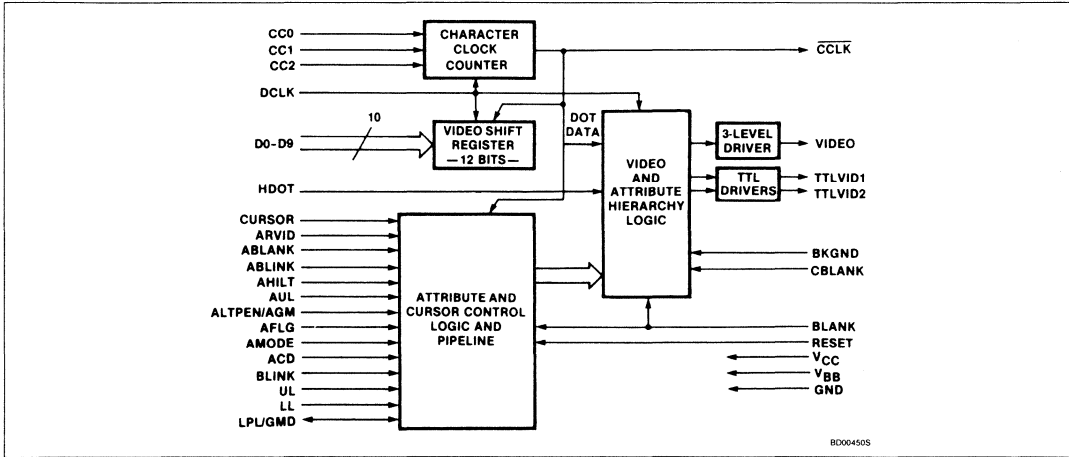 CC0
CC1
CC2
CHARACTER
CLOCK
COUNTER
CCLK
DCLK
10
D0-D9
VIDEO SHIFT
REGISTER
—12 BITS—
DOT
DATA
VIDEO
AND
ATTRIBUTE
HIERARCHY
LOGIC
3-LEVEL
DRIVER
VIDEO
TTL
DRIVERS
TTLVID1
TTLVID2
HDOT
BKGND
CBLANK
CURSOR
ARVID
ABLANK
ABLINK
AHILT
AUL
ALTPEN/AGM
AFLG
AMODE
ACD
BLINK
UL
LL
LPL/GMD
ATTRIBUTE AND
CURSOR CONTROL
LOGIC AND
PIPELINE
BLANK
RESET
VCC
VBB
GND
BD00450S